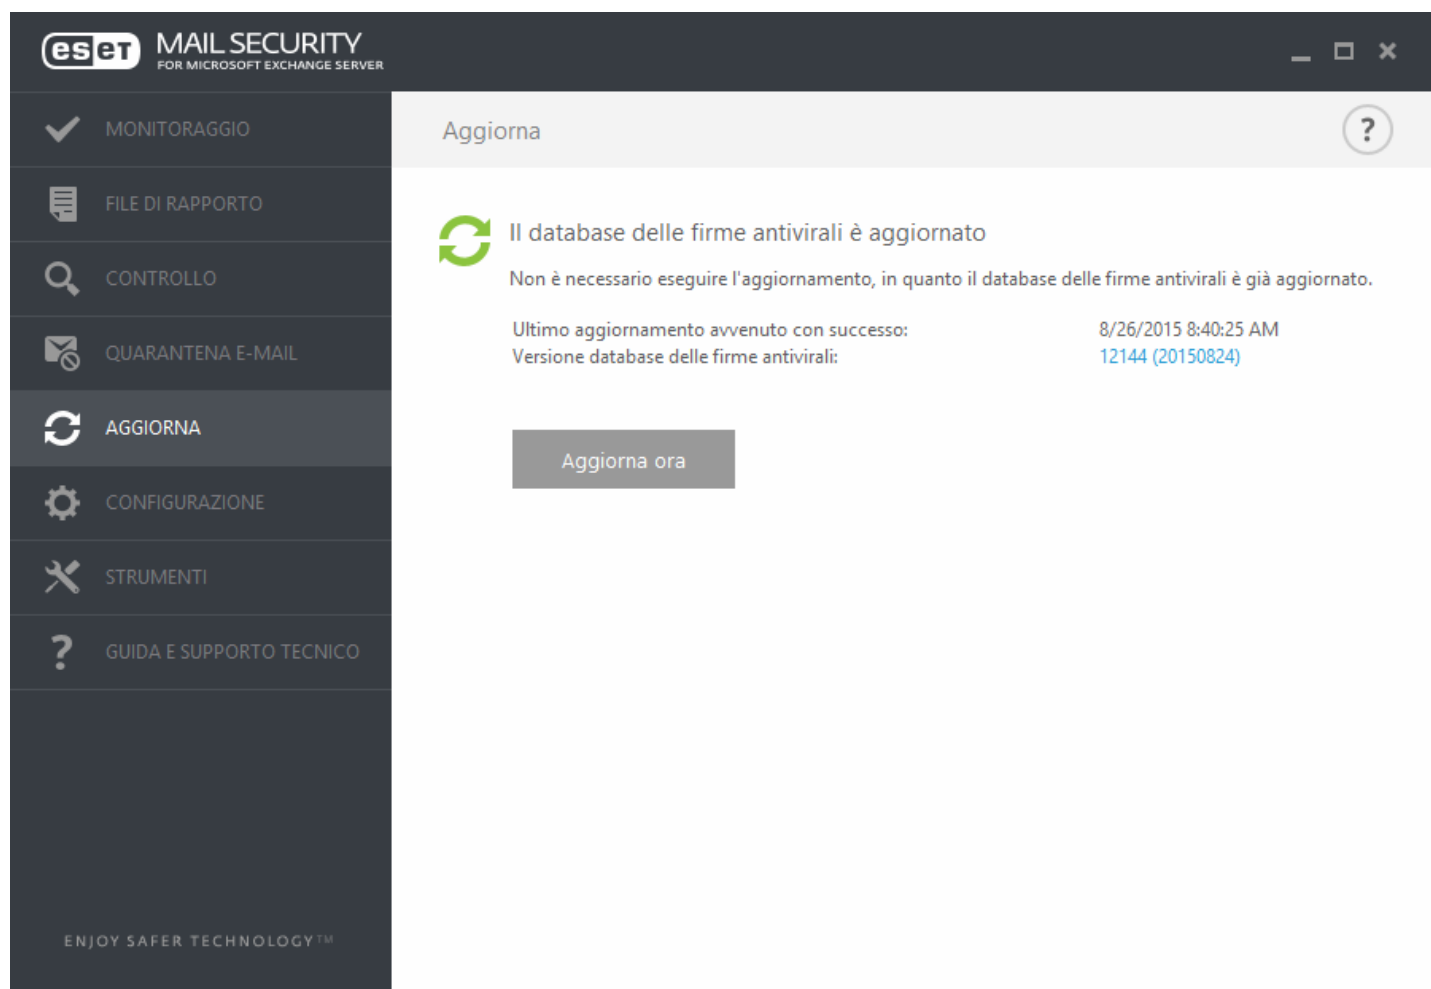 eset MAIL SECURITY
FOR MICROSOFT EXCHANGE SERVER
MONITORAGGIO
FILE DI RAPPORTO
CONTROLLO
QUARANTENA E-MAIL
AGGIORNA
CONFIGURAZIONE
STRUMENTI
? GUIDA E SUPPORTO TECNICO
ENJOY SAFER TECHNOLOGY™
Aggiorna ?
Il database delle firme antivirali è aggiornato
Non è necessario eseguire l'aggiornamento, in quanto il database delle firme antivirali è già aggiornato.
Ultimo aggiornamento avvenuto con successo: 8/26/2015 8:40:25 AM
Versione database delle firme antivirali: 12144 (20150824)
Aggiorna ora